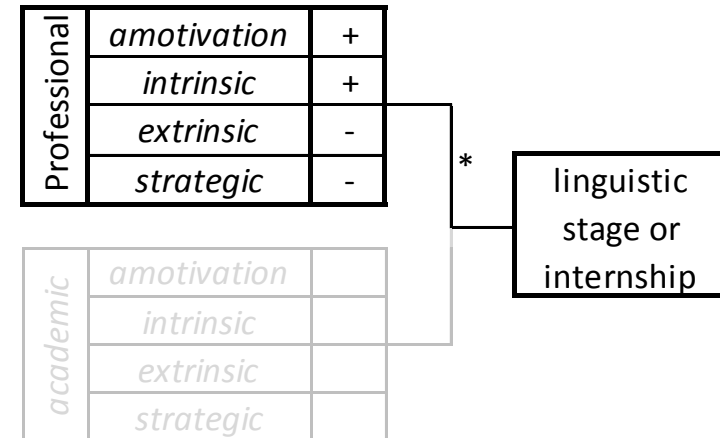 Professional
amotivation +
intrinsic +
extrinsic -
strategic -
*
linguistic
stage or
internship
academic
amotivation
intrinsic
extrinsic
strategic